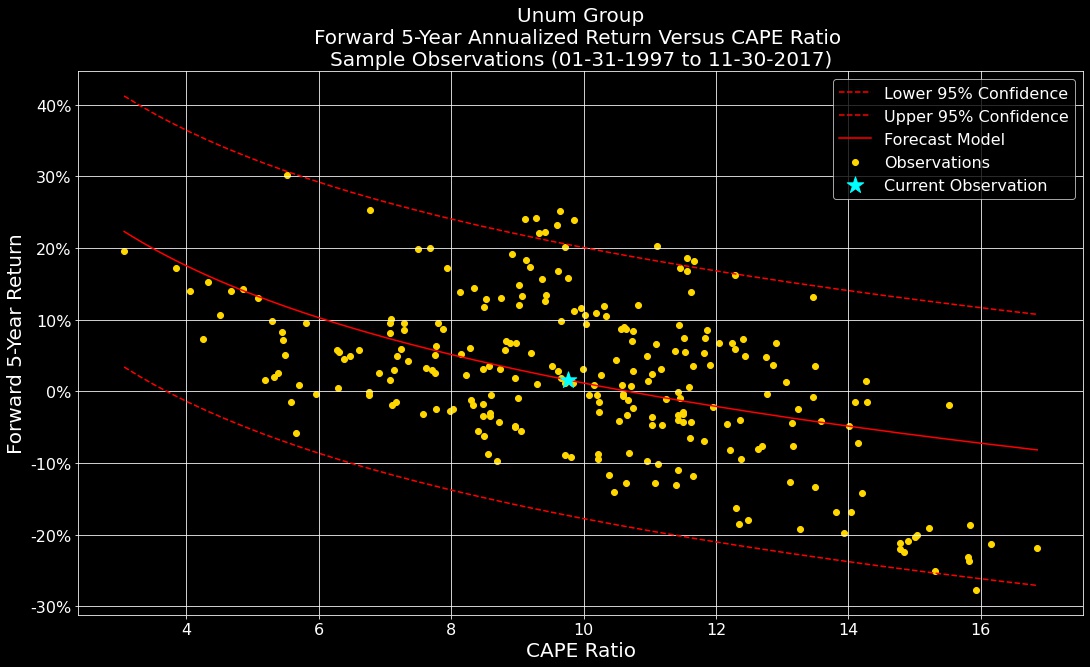 Unum Group
Forward 5-Year Annualized Return Versus CAPE Ratio
Sample Observations (01-31-1997 to 11-30-2017)
Lower 95% Confidence
Upper 95% Confidence
Forecast Model
Observations
Current Observation
Forward 5-Year Return
40%
30%
20%
10%
0%
-10%
-20%
-30%
4 6 8 10 12 14 16
CAPE Ratio